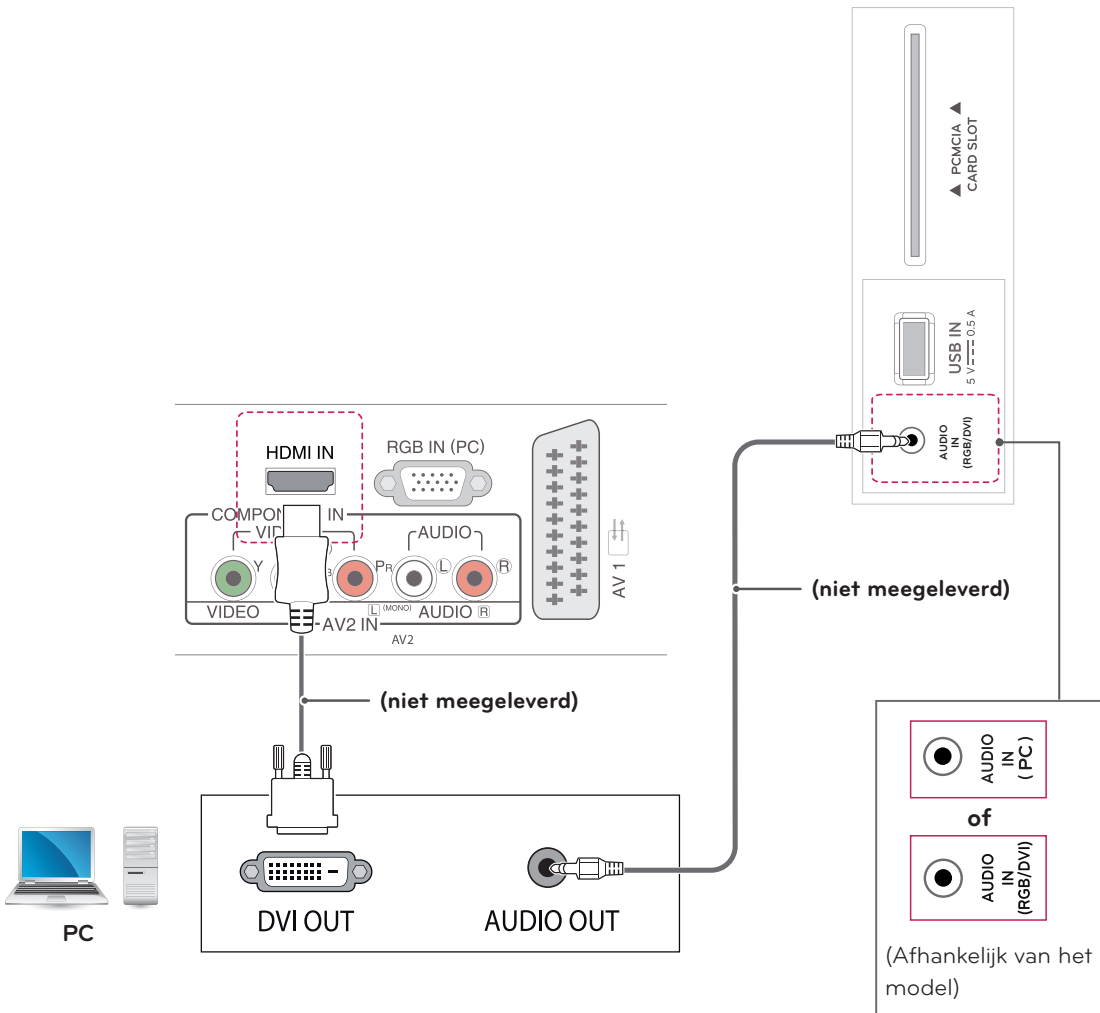 ▲ PCMCIA ▲
CARD SLOT
USB IN
5 V 0.5 A
AUDIO
IN
(RGB/DVI)
HDMI IN
RGB IN (PC)
COMPON IN
VID
AUDIO
Y
B
PR
L
R
VIDEO
L (MONO) AUDIO R
AV2 IN
AV2
AV 1
(niet meegeleverd)
(niet meegeleverd)
PC
DVI OUT
AUDIO OUT
AUDIO
IN
(PC)
of
AUDIO
IN
(RGB/DVI)
(Afhankelijk van het
model)